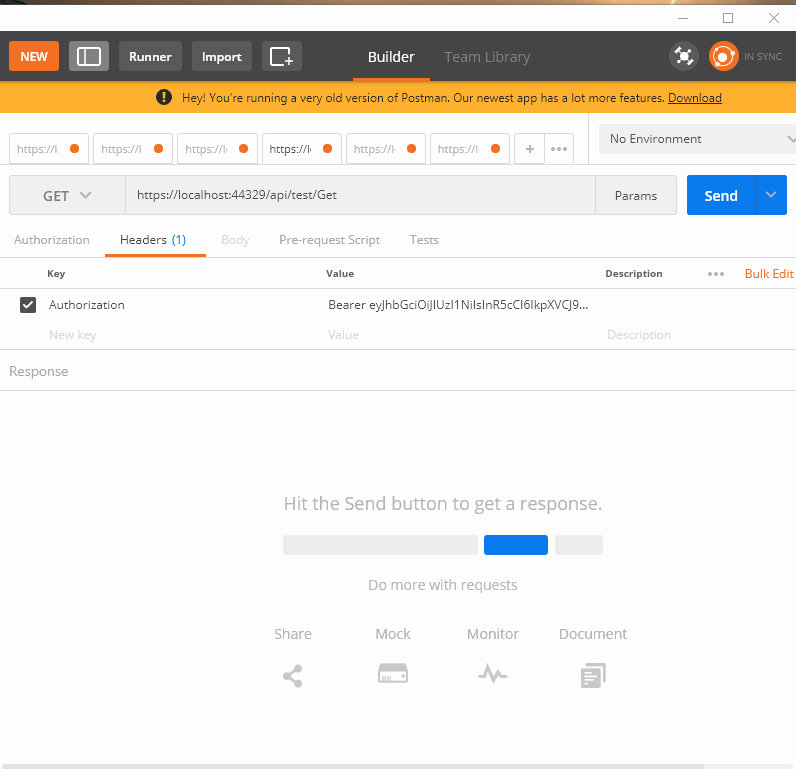 NEW Runner Import Builder Team Library IN SYNC
Hey! You're running a very old version of Postman. Our newest app has a lot more features. Download
https://l https://l https://l https://l https://l https://l + ••• No Environment
GET https://localhost:44329/api/test/Get Params Send
Authorization Headers (1) Body Pre-request Script Tests
Key Value Description ••• Bulk Edit
Authorization Bearer eyJhbGciOiJIUzI1NiIsInR5cCI6IkpXVCJ9...
New key Value Description
Response
Hit the Send button to get a response.
Do more with requests
Share Mock Monitor Document